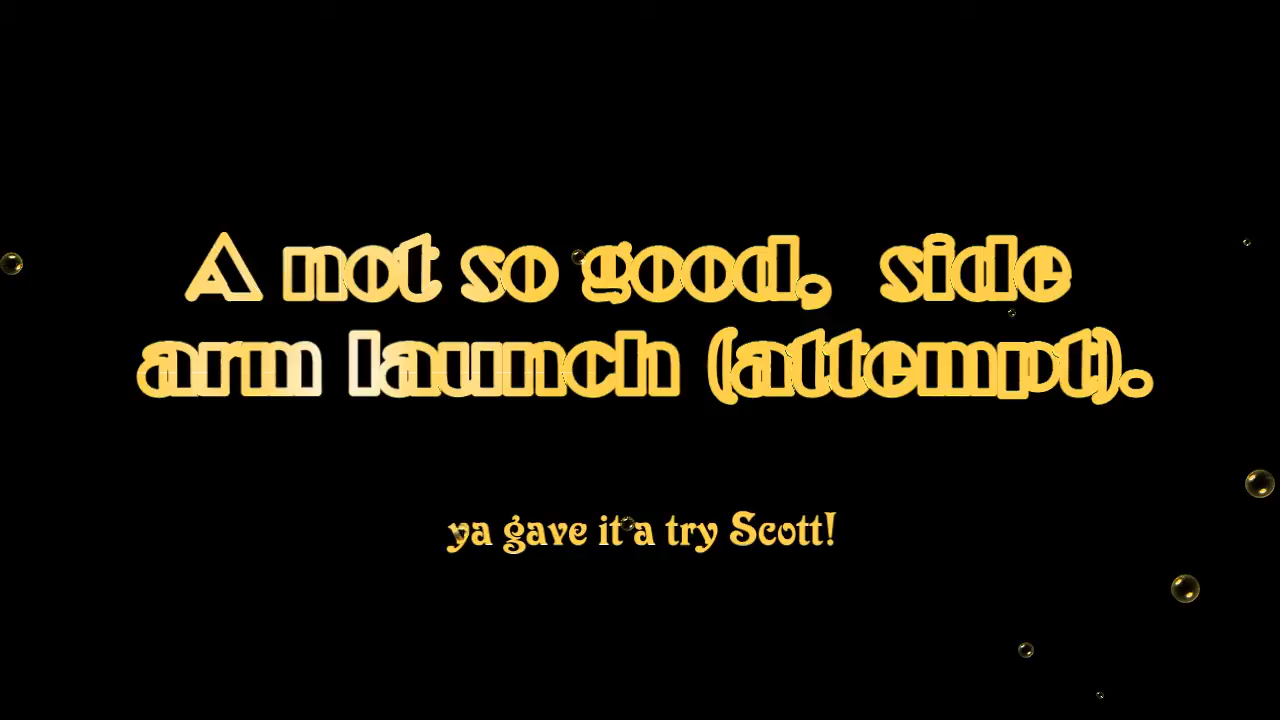 A not so good,  side
arm launch (attempt).
ya gave it a try Scott!